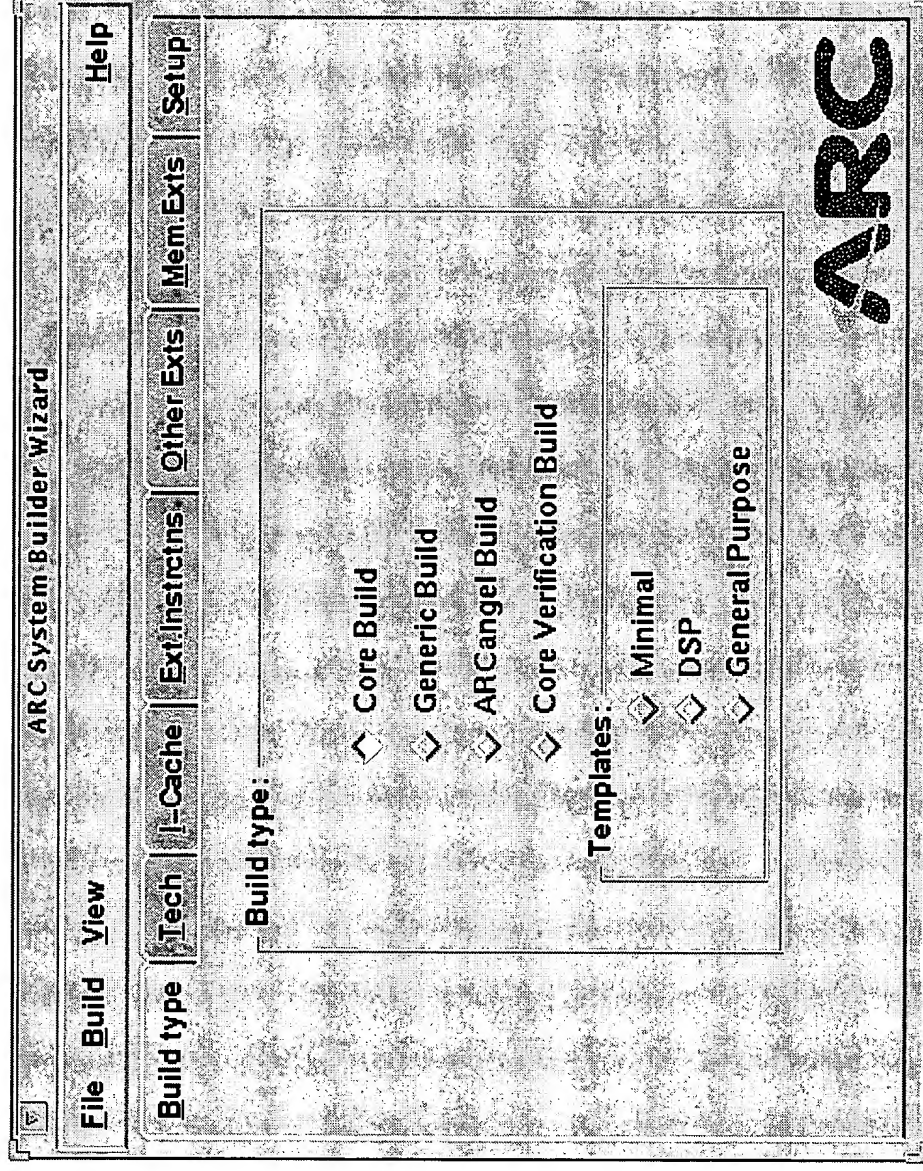 ARC System Builder Wizard
File Build View Help
Build type Tech I-Cache Ext.Instrctns. Other Exts Mem.Exts Setup
Build type:
Core Build
Generic Build
ARCangel Build
Core Verification Build
Templates:
Minimal
DSP
General Purpose
ARC